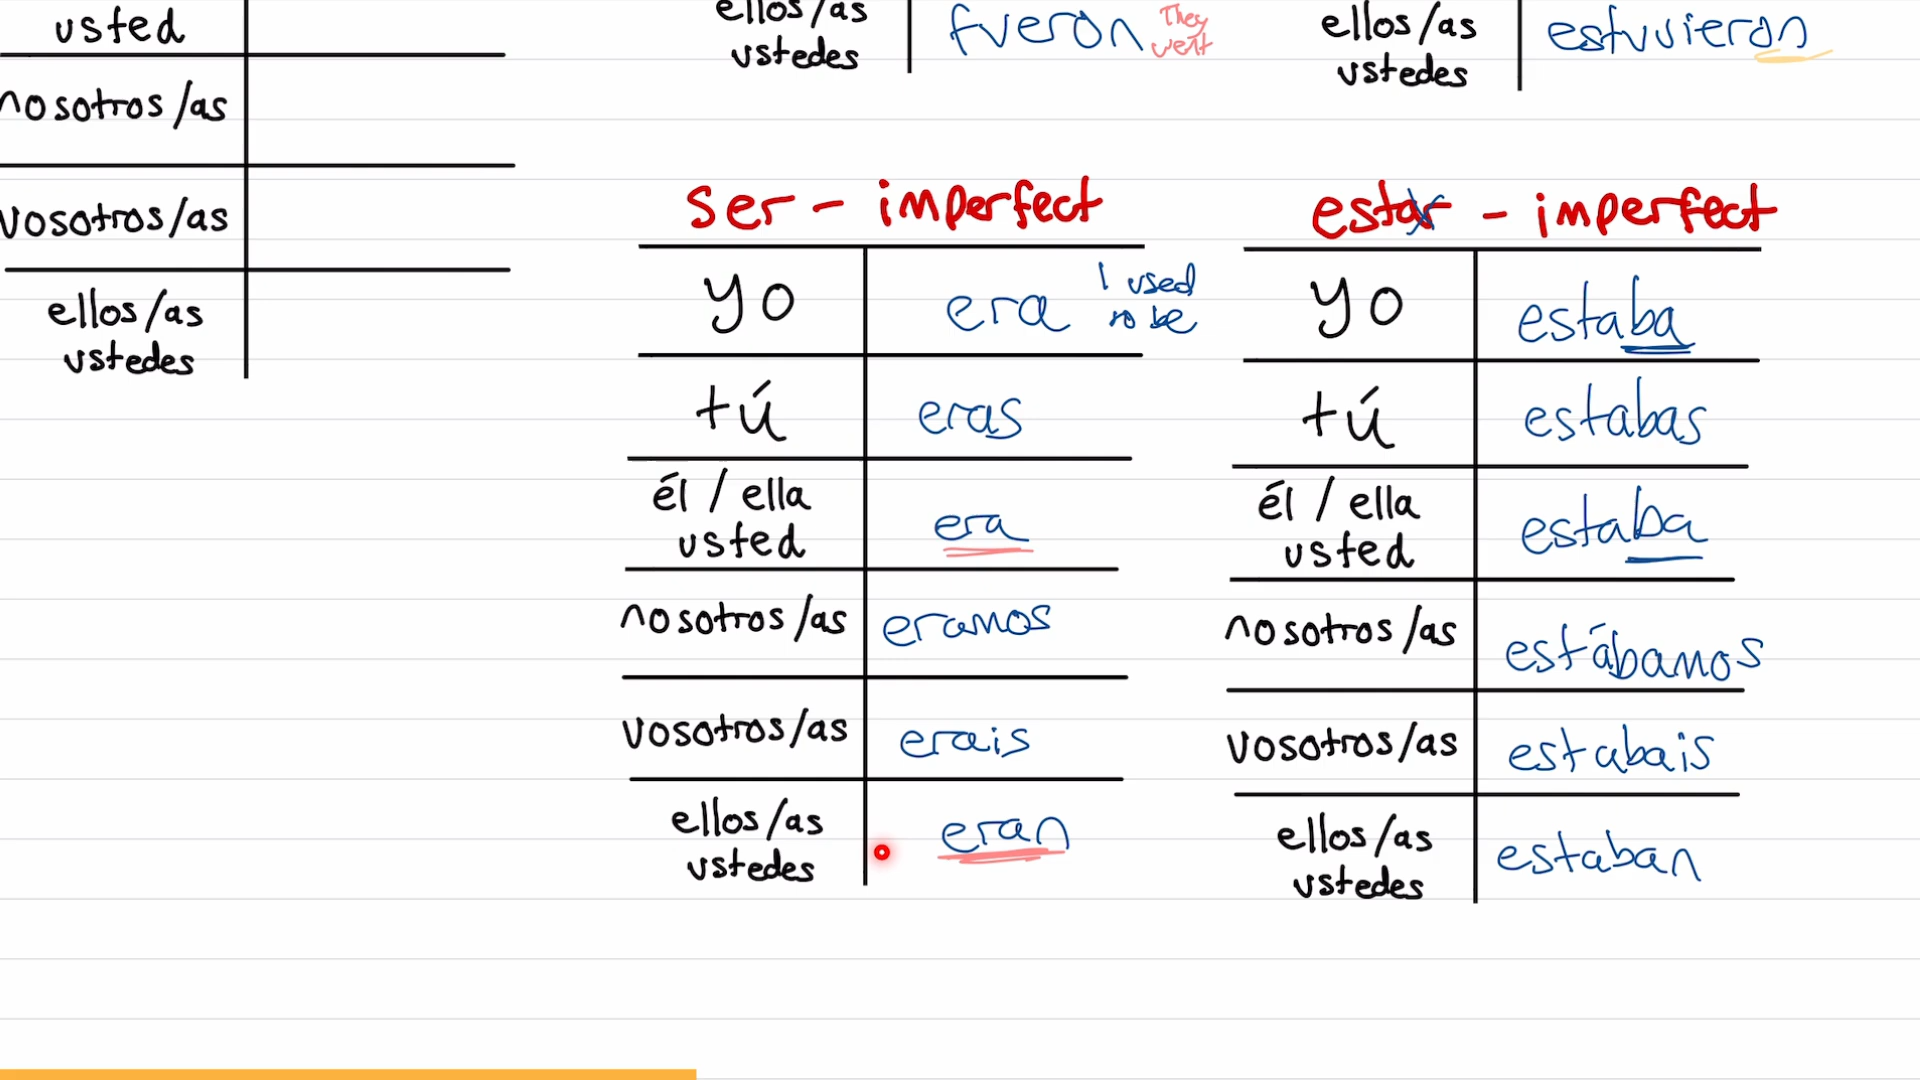 usted
nosotros/as
vosotros/as
ellos/as
ustedes
ellos/as
ustedes
fueron
They
went
ellos/as
ustedes
estuvieron
ser - imperfect
yo
era
I used
to be
tú
eras
él / ella
usted
era
nosotros/as
eramos
vosotros/as
erais
ellos/as
ustedes
eran
estar - imperfect
yo
estaba
tú
estabas
él / ella
usted
estaba
nosotros/as
estábamos
vosotros/as
estabais
ellos/as
ustedes
estaban